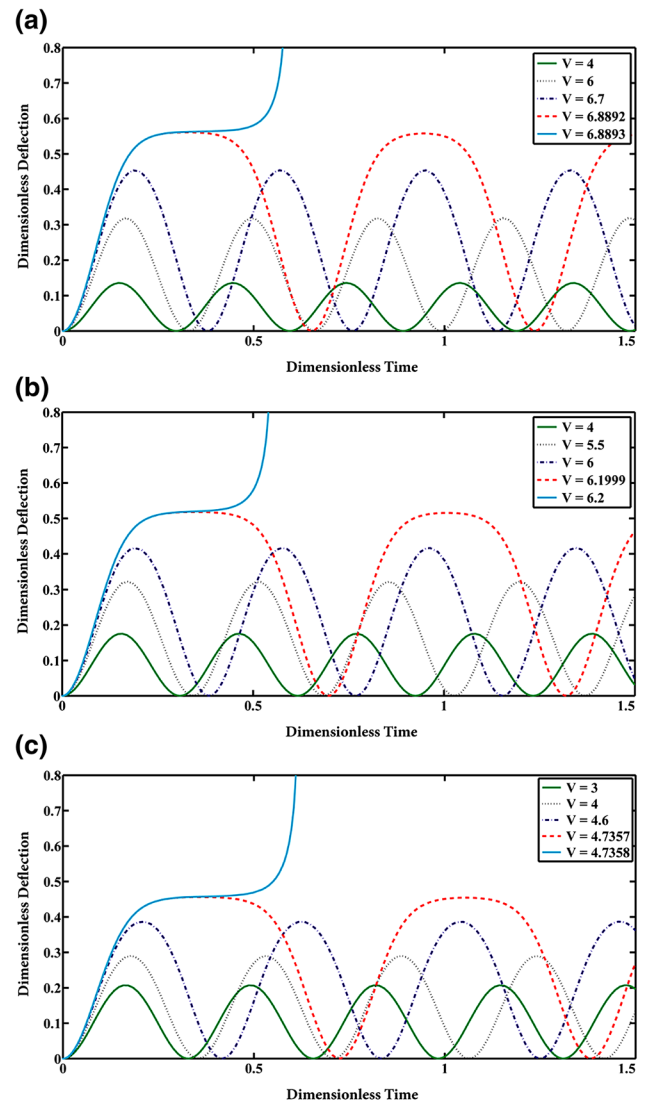 (a)
0.8
0.7
0.6
0.5
0.4
0.3
0.2
0.1
0
Dimensionless Deflection
V = 4
V = 6
V = 6.7
V = 6.8892
V = 6.8893
0 0.5 1 1.5
Dimensionless Time
(b)
0.8
0.7
0.6
0.5
0.4
0.3
0.2
0.1
0
Dimensionless Deflection
V = 4
V = 5.5
V = 6
V = 6.1999
V = 6.2
0 0.5 1 1.5
Dimensionless Time
(c)
0.8
0.7
0.6
0.5
0.4
0.3
0.2
0.1
0
Dimensionless Deflection
V = 3
V = 4
V = 4.6
V = 4.7357
V = 4.7358
0 0.5 1 1.5
Dimensionless Time